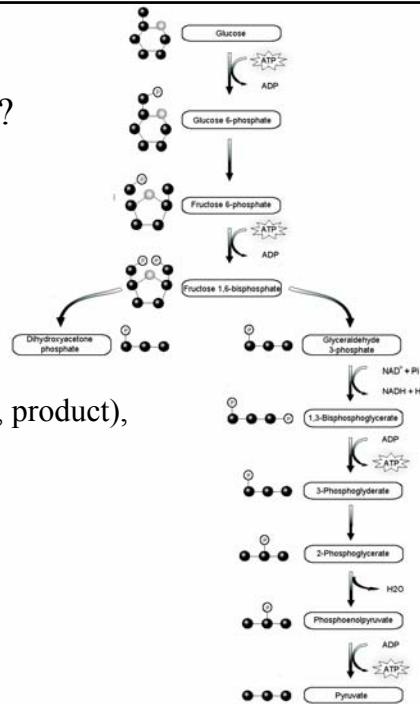 Glucose
ATP
ADP
?
P
Glucose 6-phosphate
P
Fructose 6-phosphate
ATP
ADP
P P
Fructose 1,6-bisphosphate
P
Dihydroxyacetone
phosphate
P
Glyceraldehyde
3-phosphate
NAD+ + Pi
NADH + H
, product),
P P
1,3-Bisphosphoglycerate
ADP
ATP
P
3-Phosphoglyderate
P
2-Phosphoglycerate
H2O
P
Phosphoenolpyruvate
ADP
ATP
Pyruvate